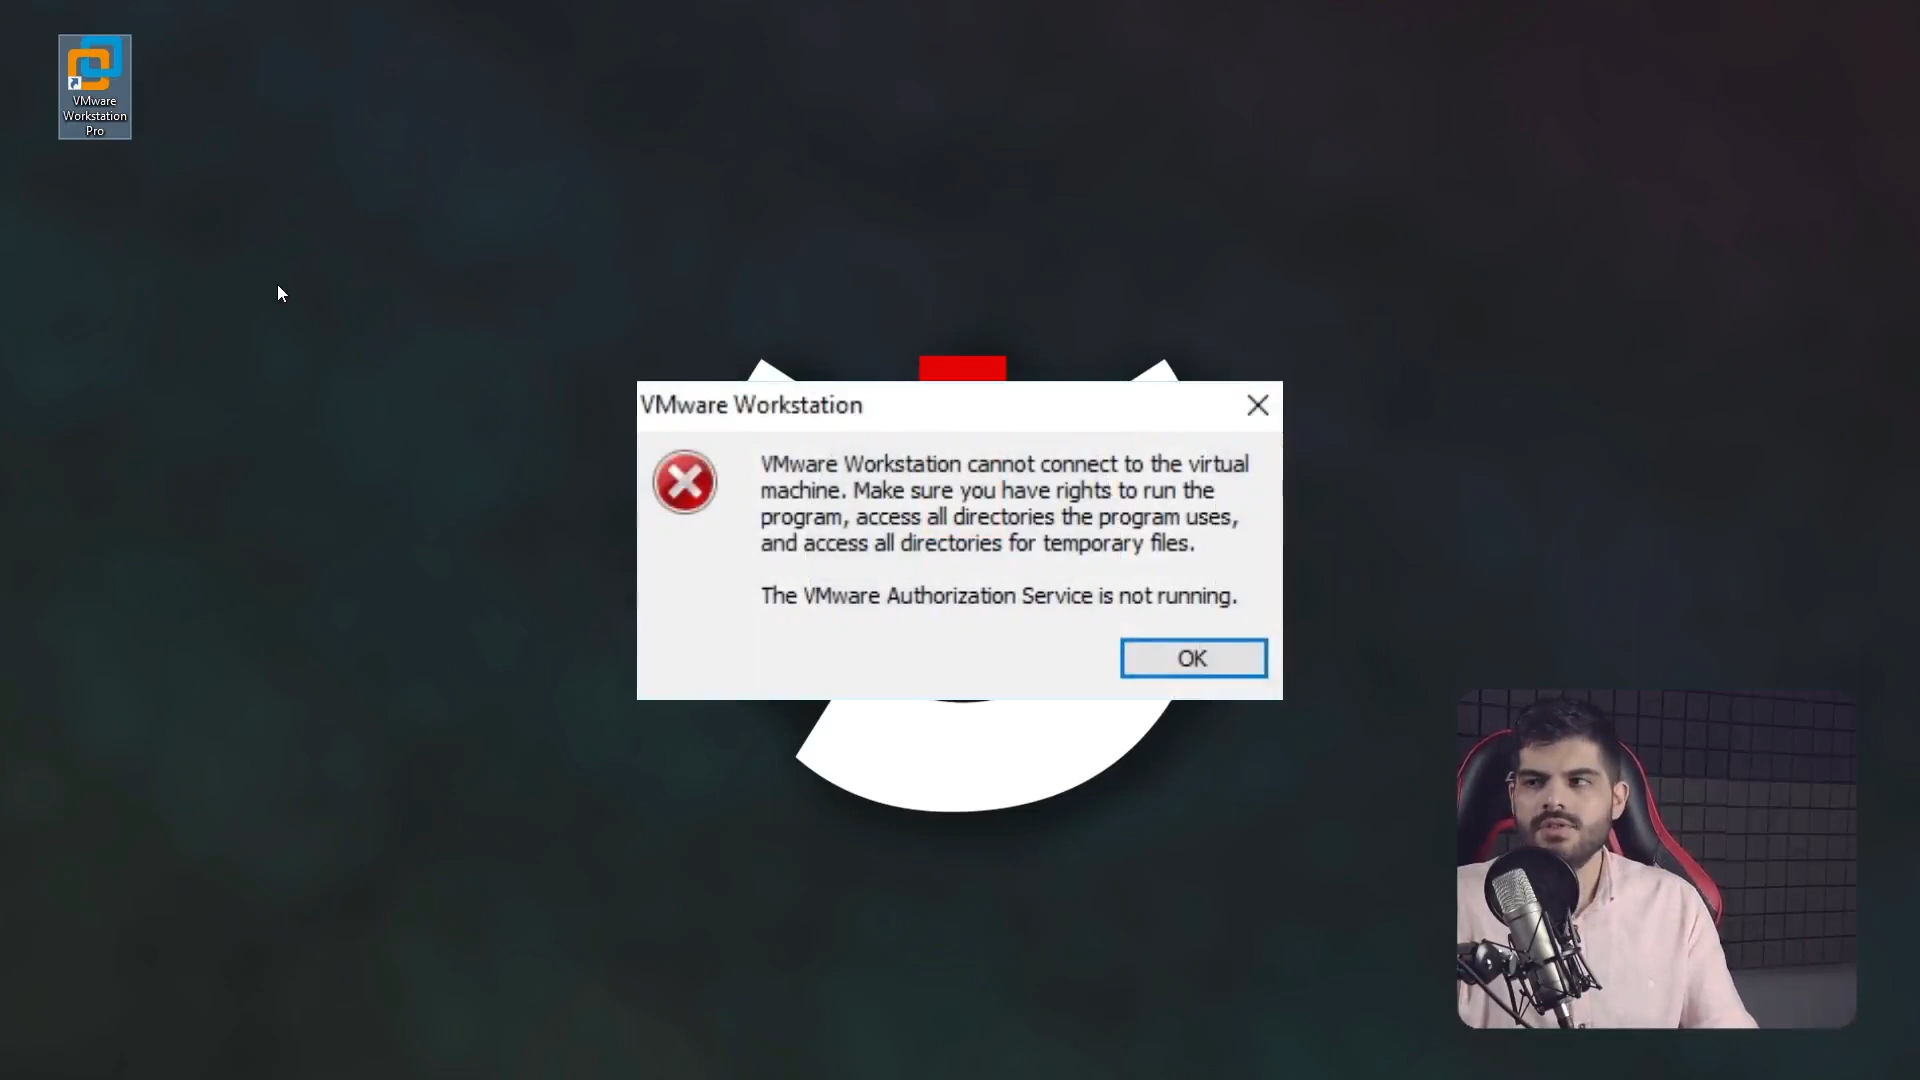 VMware
Workstation
Pro
VMware Workstation
VMware Workstation cannot connect to the virtual
machine. Make sure you have rights to run the
program, access all directories the program uses,
and access all directories for temporary files.
The VMware Authorization Service is not running.
OK